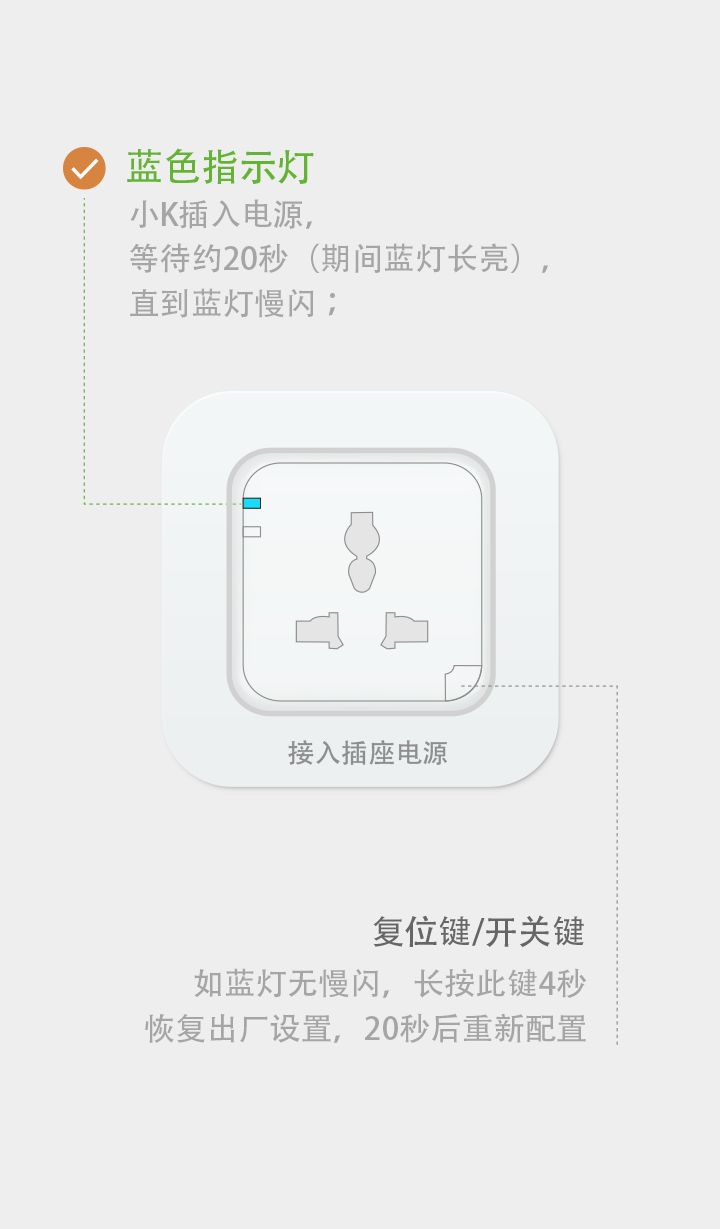 蓝色指示灯
小K插入电源，
等待约20秒（期间蓝灯长亮），
直到蓝灯慢闪；
接入插座电源
复位键/开关键
如蓝灯无慢闪，长按此键4秒
恢复出厂设置，20秒后重新配置